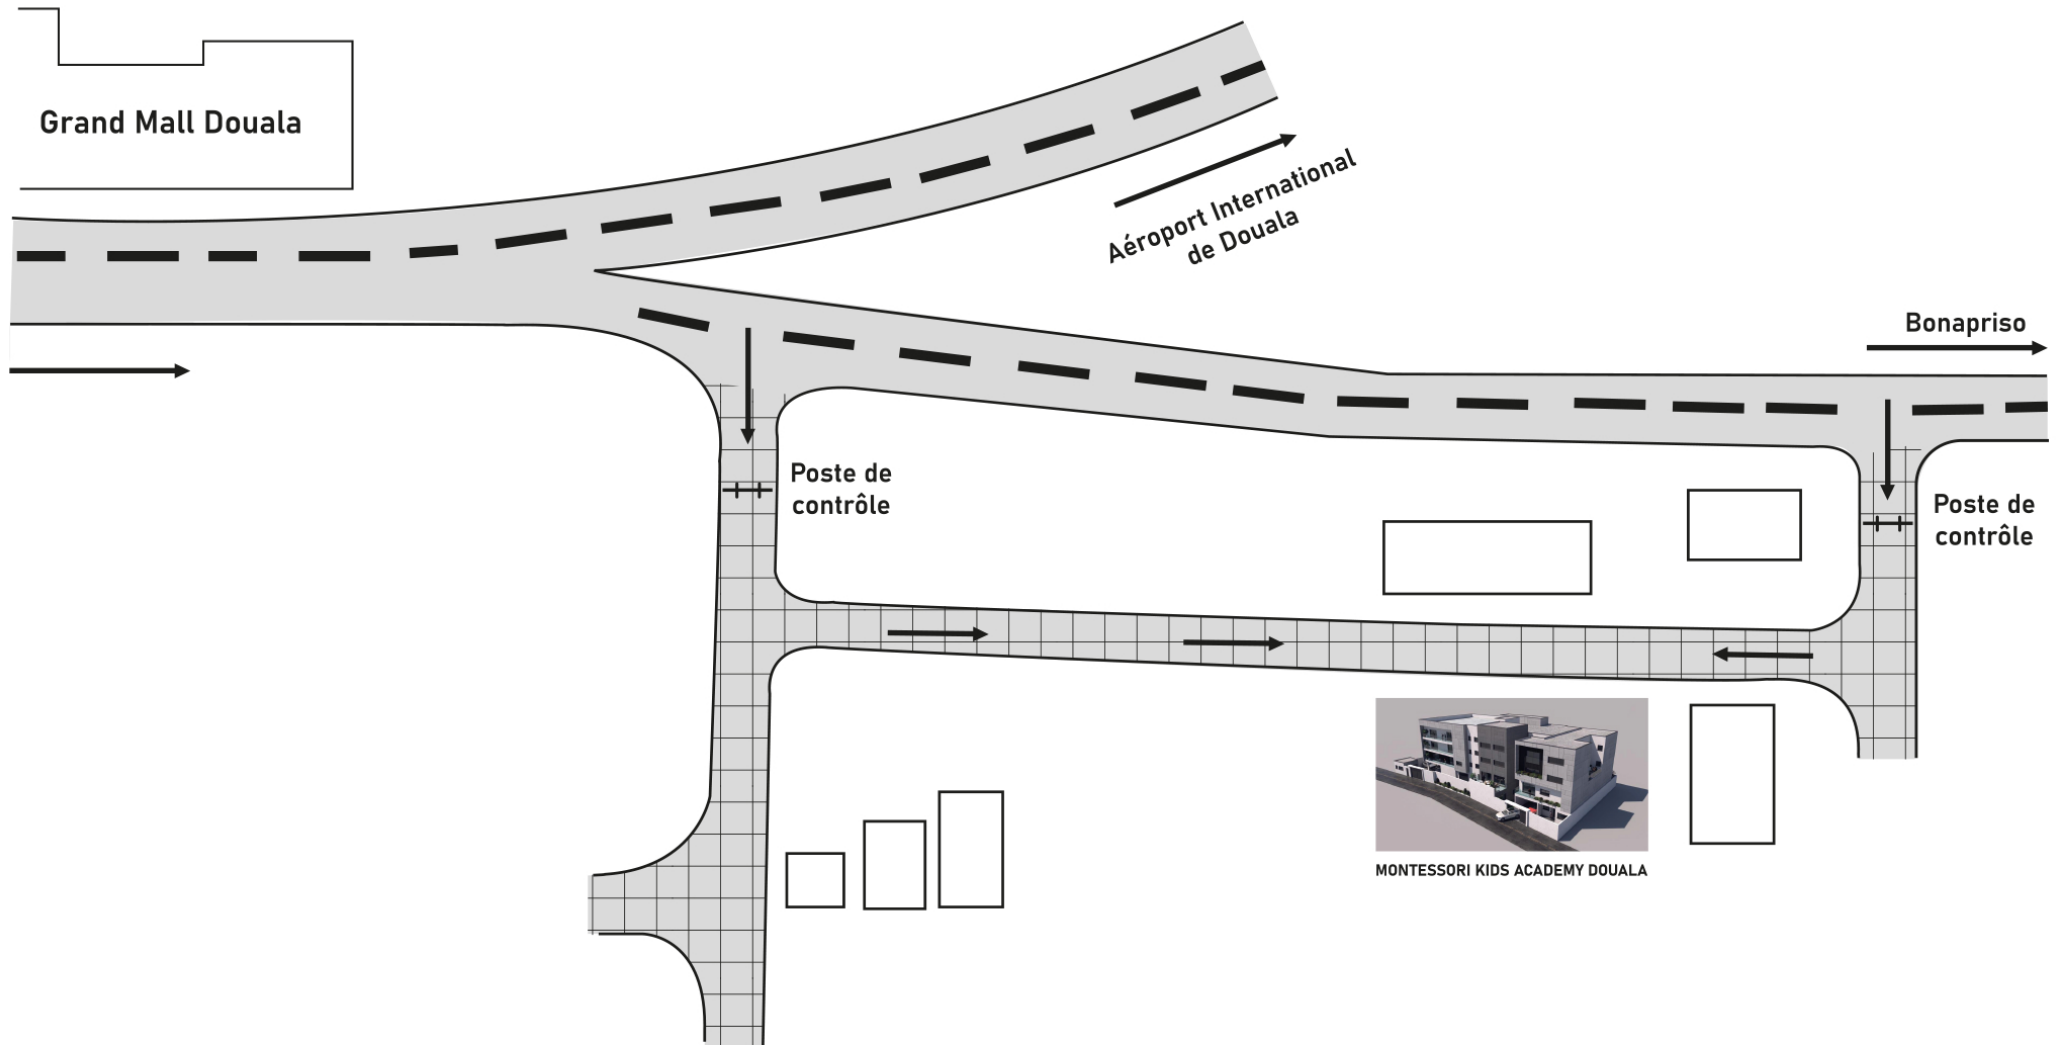 Grand Mall Douala
Aéroport International
de Douala
Bonapriso
Poste de
contrôle
Poste de
contrôle
MONTESSORI KIDS ACADEMY DOUALA